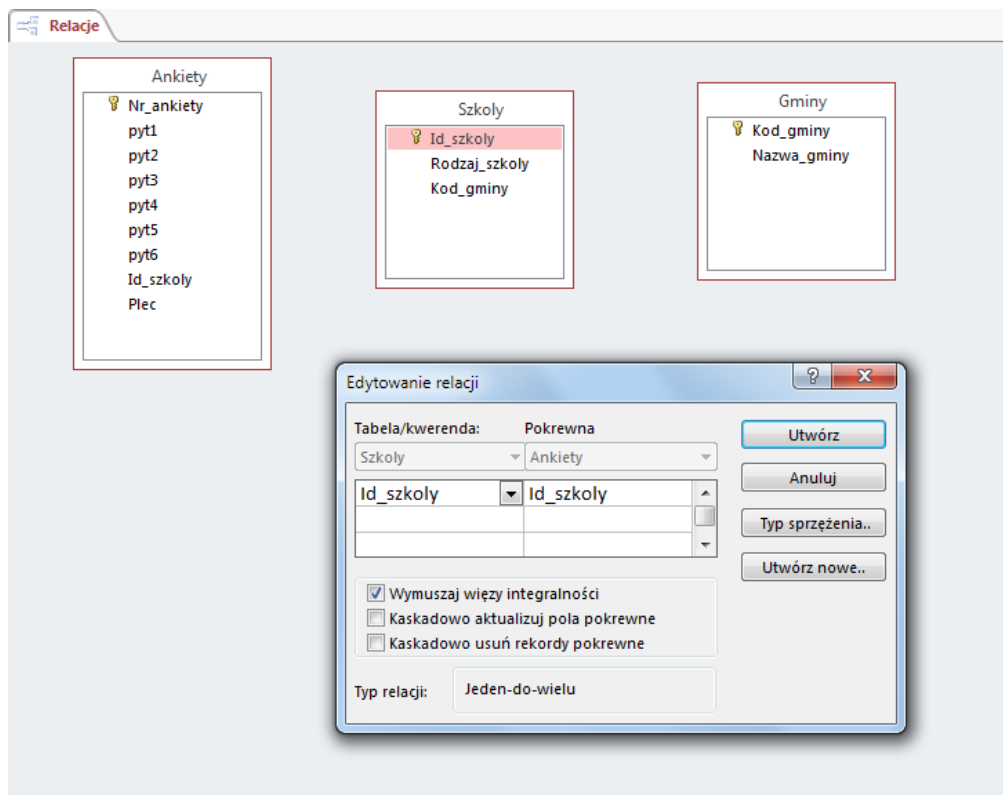 Relacje
Ankiety
Nr_ankiety
pyt1
pyt2
pyt3
pyt4
pyt5
pyt6
Id_szkoly
Plec
Szkoly
Id_szkoly
Rodzaj_szkoly
Kod_gminy
Gminy
Kod_gminy
Nazwa_gminy
Edytowanie relacji
Tabela/kwerenda: Pokrewna
Szkoly Ankiety
Id_szkoly Id_szkoly
Wymuszaj więzy integralności
Kaskadowo aktualizuj pola pokrewne
Kaskadowo usuń rekordy pokrewne
Typ relacji: Jeden-do-wielu
Utwórz
Anuluj
Typ sprzężenia..
Utwórz nowe..